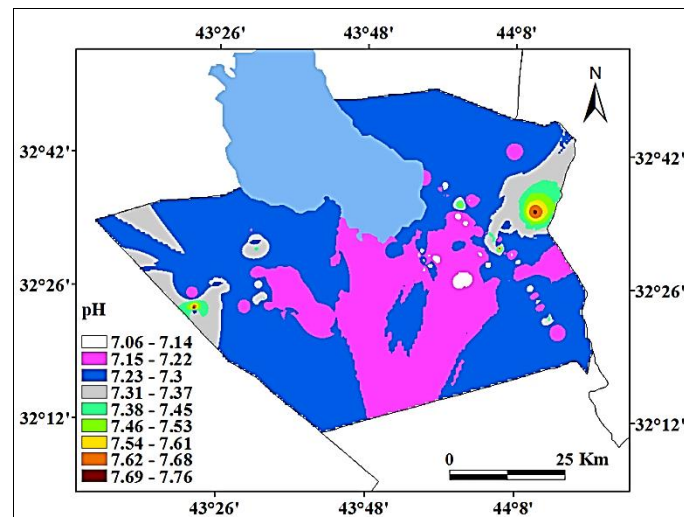 43°26' 43°48' 44°8'
N
32°42' 32°42'
32°26' 32°26'
pH
7.06 - 7.14
7.15 - 7.22
7.23 - 7.3
7.31 - 7.37
7.38 - 7.45
7.46 - 7.53
7.54 - 7.61
7.62 - 7.68
7.69 - 7.76
32°12' 32°12'
0 25 Km
43°26' 43°48' 44°8'